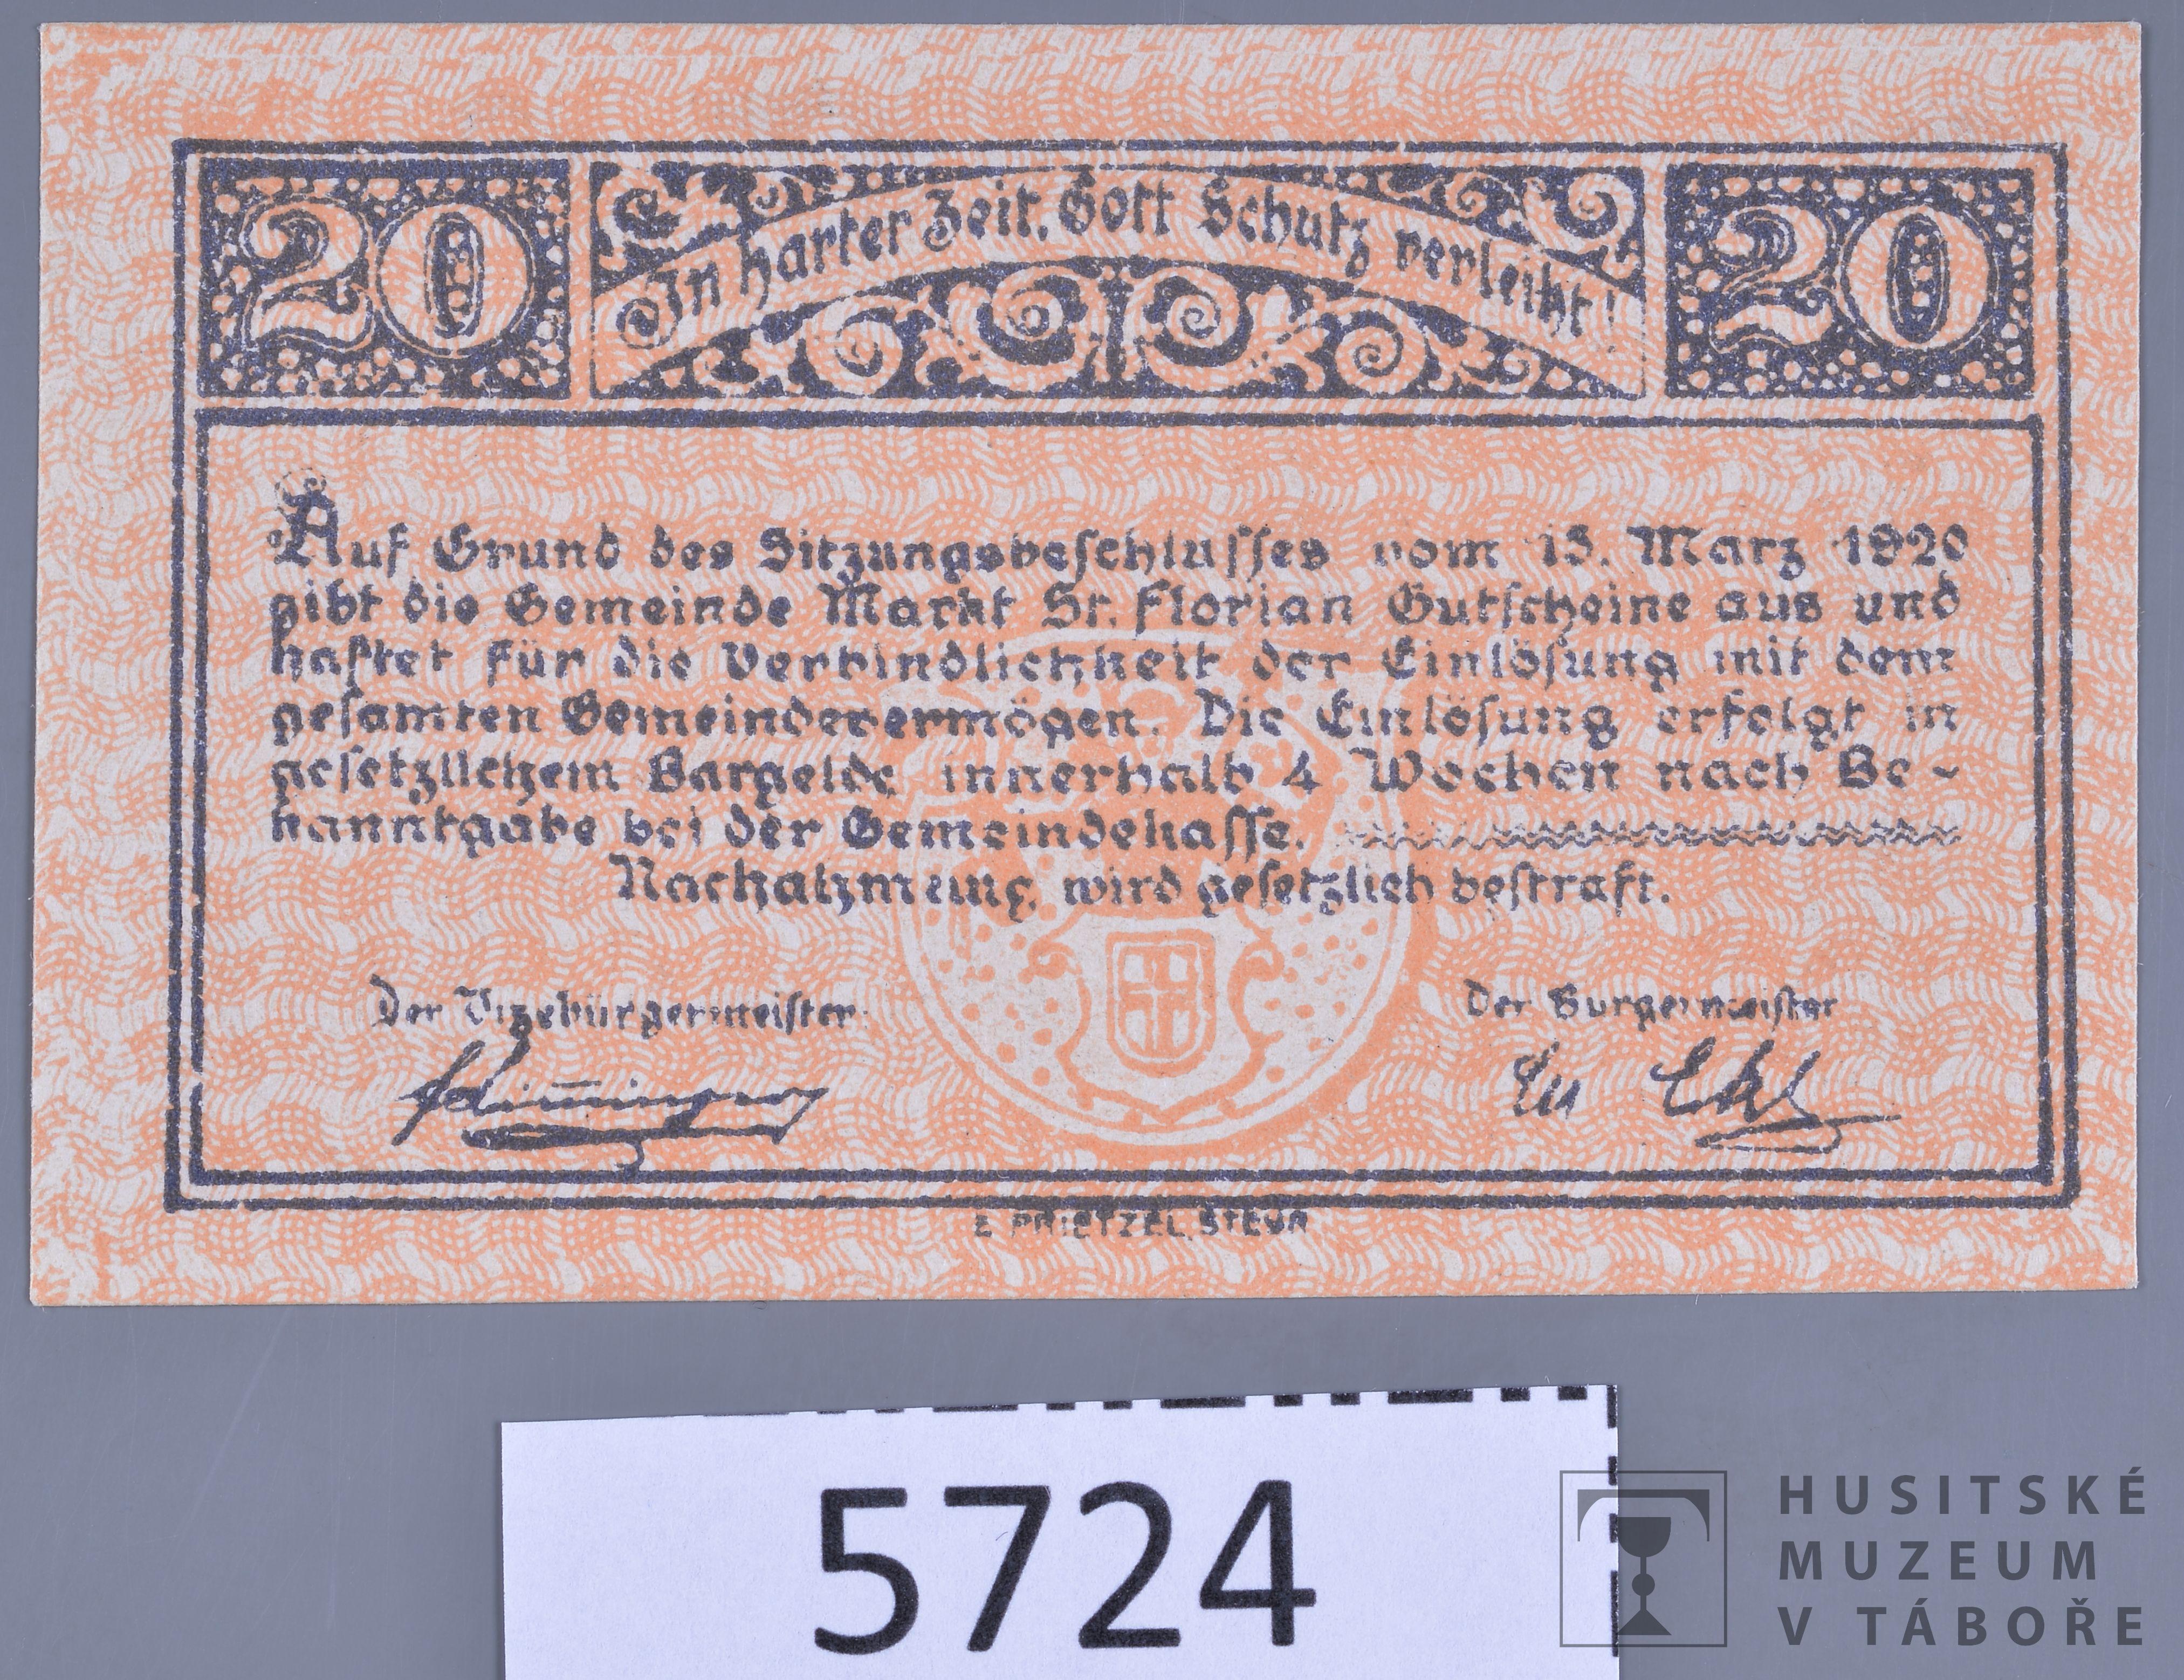 20
In harter Zeit, Gott Schutz verleiht!
20
Auf Grund des Sitzungsbeschlusses vom 15. März 1920
gibt die Gemeinde Markt St. Florian Gutscheine aus und
haftet für die Verbindlichkeit der Einlösung mit dem
gesamten Gemeindevermögen. Die Einlösung erfolgt in
gesetzlichem Bargelde innerhalb 4 Wochen nach Be-
kanntgabe bei der Gemeindekasse.
Nachahmung wird gesetzlich bestraft.
Der Vizebürgermeister:
Der Bürgermeister
E. PRIETZEL, STEYR
5724
HUSITSKÉ
MUZEUM
V TÁBOŘE